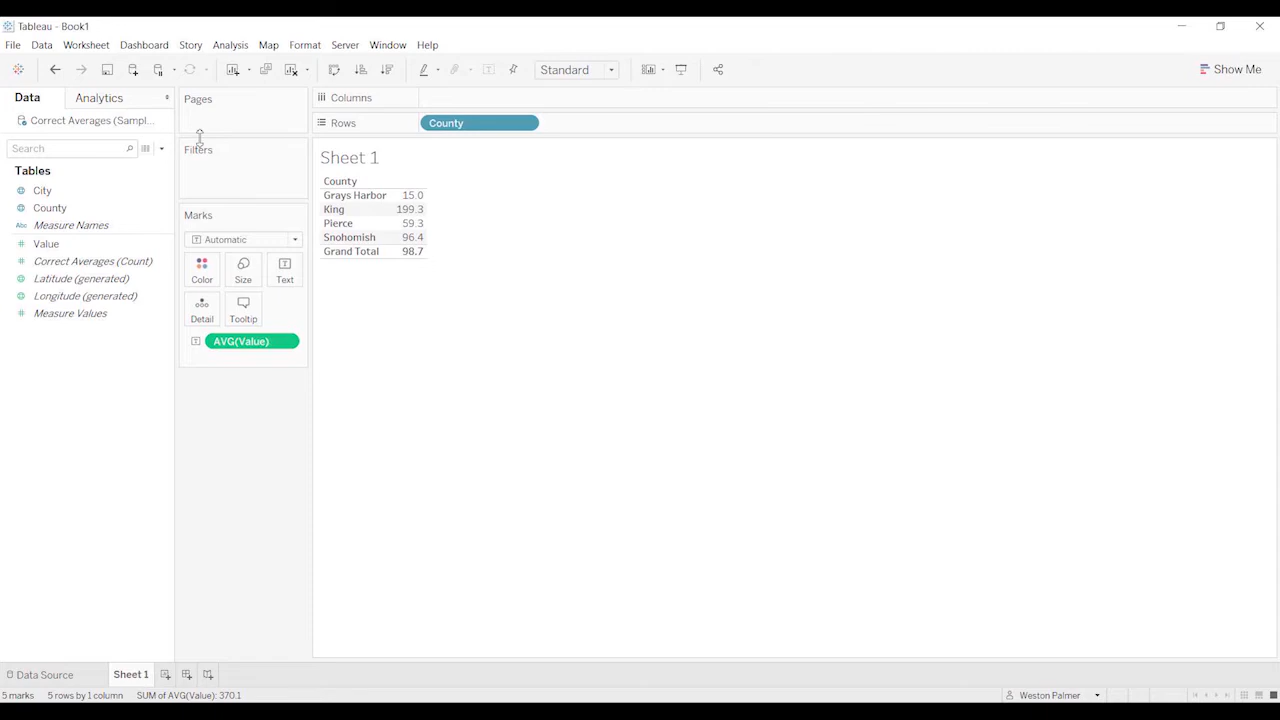 Tableau - Book1
File Data Worksheet Dashboard Story Analysis Map Format Server Window Help
Standard
Show Me
Data Analytics
Pages
Columns
Correct Averages (Sampl...
Rows County
Search
Filters
Tables
Sheet 1
City
County
County
Grays Harbor 15.0
King 199.3
Pierce 59.3
Snohomish 96.4
Grand Total 98.7
Abc Measure Names
Value
Correct Averages (Count)
Latitude (generated)
Longitude (generated)
Measure Values
Marks
Automatic
Color Size Text
Detail Tooltip
AVG(Value)
Data Source Sheet 1
5 marks 5 rows by 1 column SUM of AVG(Value): 370.1
Weston Palmer